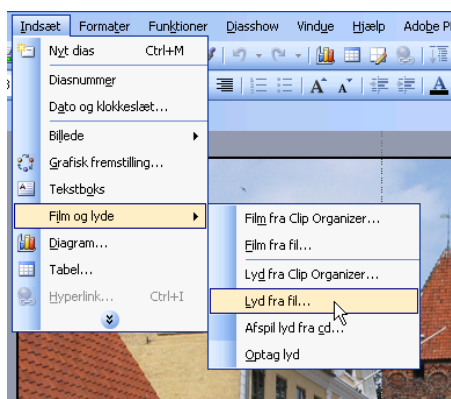 Indsæt Formater Funktioner Diasshow Vindue Hjælp Adobe
Nyt dias Ctrl+M
Diasnummer
Dato og klokkeslæt...
Billede
Grafisk fremstilling...
Tekstboks
Film og lyde
Diagram...
Tabel...
Hyperlink... Ctrl+I
Film fra Clip Organizer...
Film fra fil...
Lyd fra Clip Organizer...
Lyd fra fil...
Afspil lyd fra cd...
Optag lyd